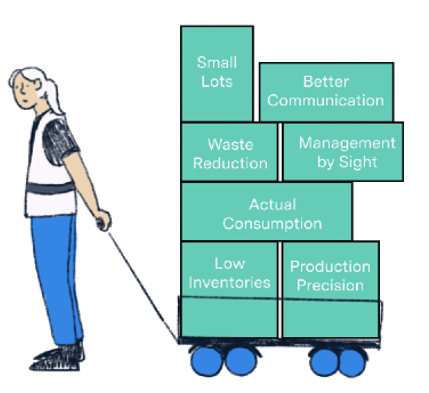 Small
Lots
Better
Communication
Waste
Reduction
Management
by Sight
Actual
Consumption
Low
Inventories
Production
Precision